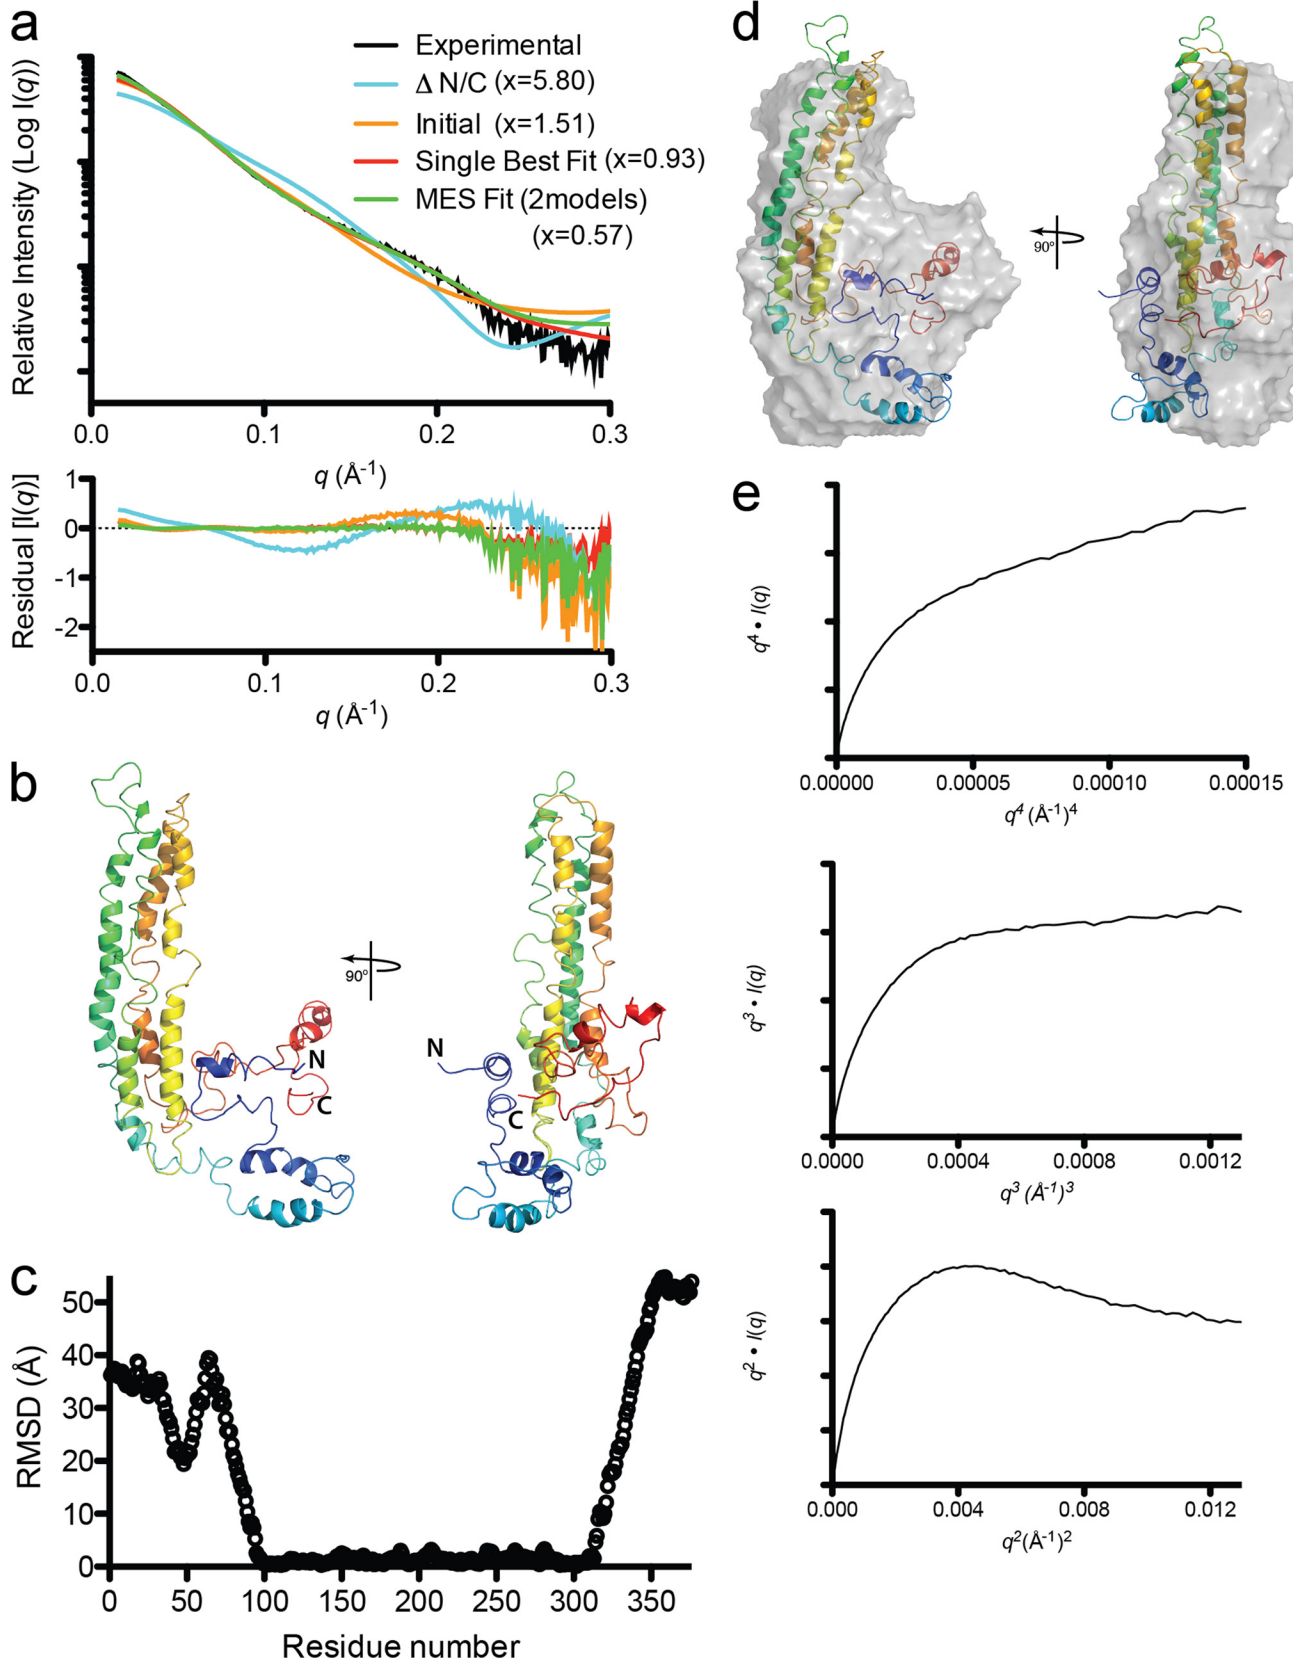 a
Experimental
Δ N/C (x=5.80)
Initial (x=1.51)
Single Best Fit (x=0.93)
MES Fit (2models)
(x=0.57)
Relative Intensity (Log I(q))
0.0 0.1 0.2 0.3
q (Å-1)
Residual [I(q)]
1
0
-1
-2
0.0 0.1 0.2 0.3
q (Å-1)
b
90°
N
C
N
C
c
RMSD (Å)
50
40
30
20
10
0
0 50 100 150 200 250 300 350
Residue number
d
90°
e
q4 • I(q)
0.00000 0.00005 0.00010 0.00015
q4 (Å-1)4
q3 • I(q)
0.0000 0.0004 0.0008 0.0012
q3 (Å-1)3
q2 • I(q)
0.000 0.004 0.008 0.012
q2(Å-1)2